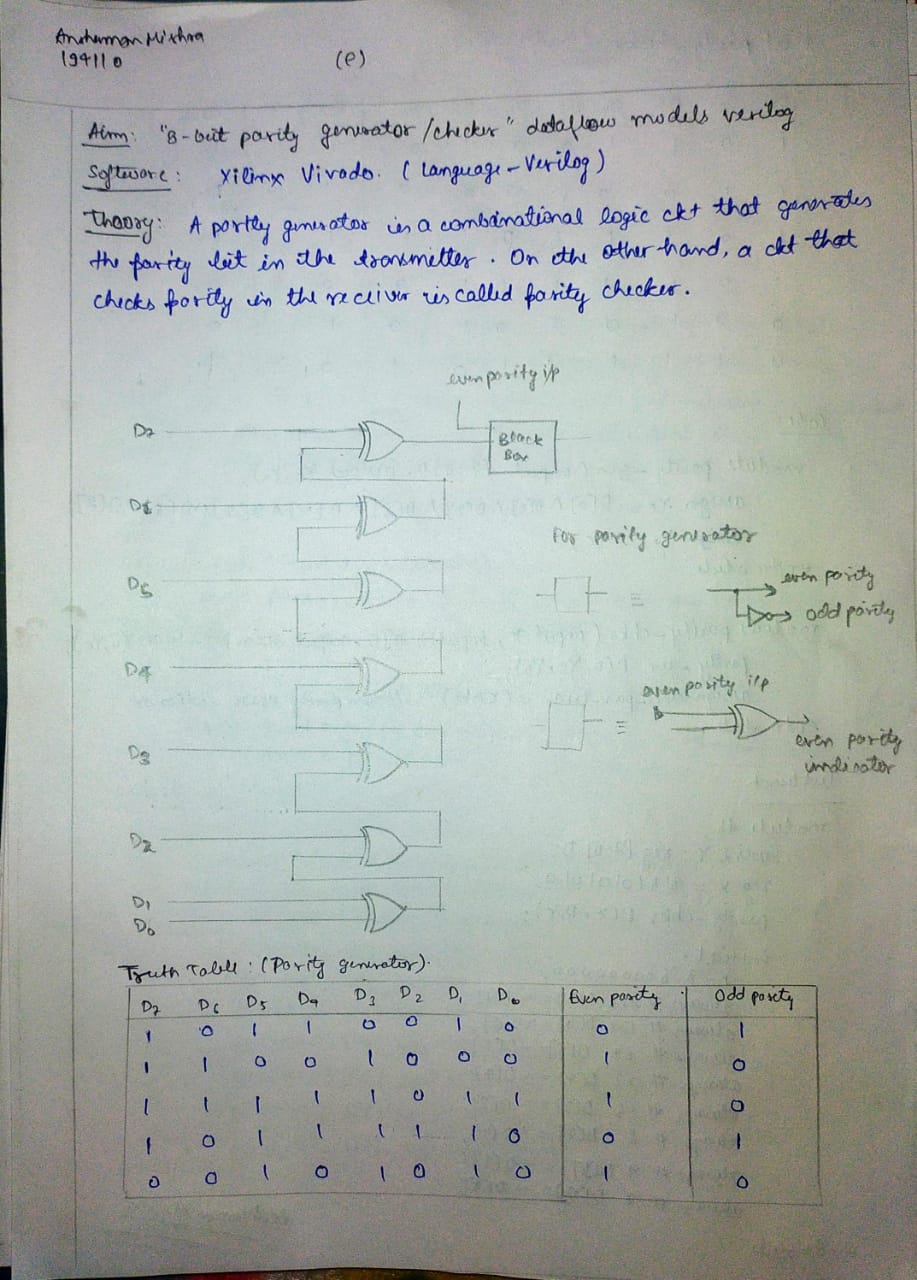 Anshuman Mishra
194110
(e)
Aim: "8-bit parity generator/checker" dataflow models verilog
Software: Xilinx Vivado. (Language - Verilog)
Theory: A parity generator is a combinational logic ckt that generates
the parity bit in the transmitter. On the other hand, a ckt that
checks parity in the receiver is called parity checker.
even parity i/p
D7
Black
Box
D6
For parity generator
D5
≡
even parity
odd parity
D4
even parity i/p
≡
even parity
indicator
D3
D2
D1
D0
Truth Table: (Parity generator).
D7 D6 D5 D4 D3 D2 D1 D0 Even parity Odd parity
1 0 1 1 0 0 1 0 0 1
1 1 0 0 1 0 0 0 1 0
1 1 1 1 1 0 1 1 1 0
1 0 1 1 1 1 1 0 0 1
0 0 1 0 1 0 1 0 1 0